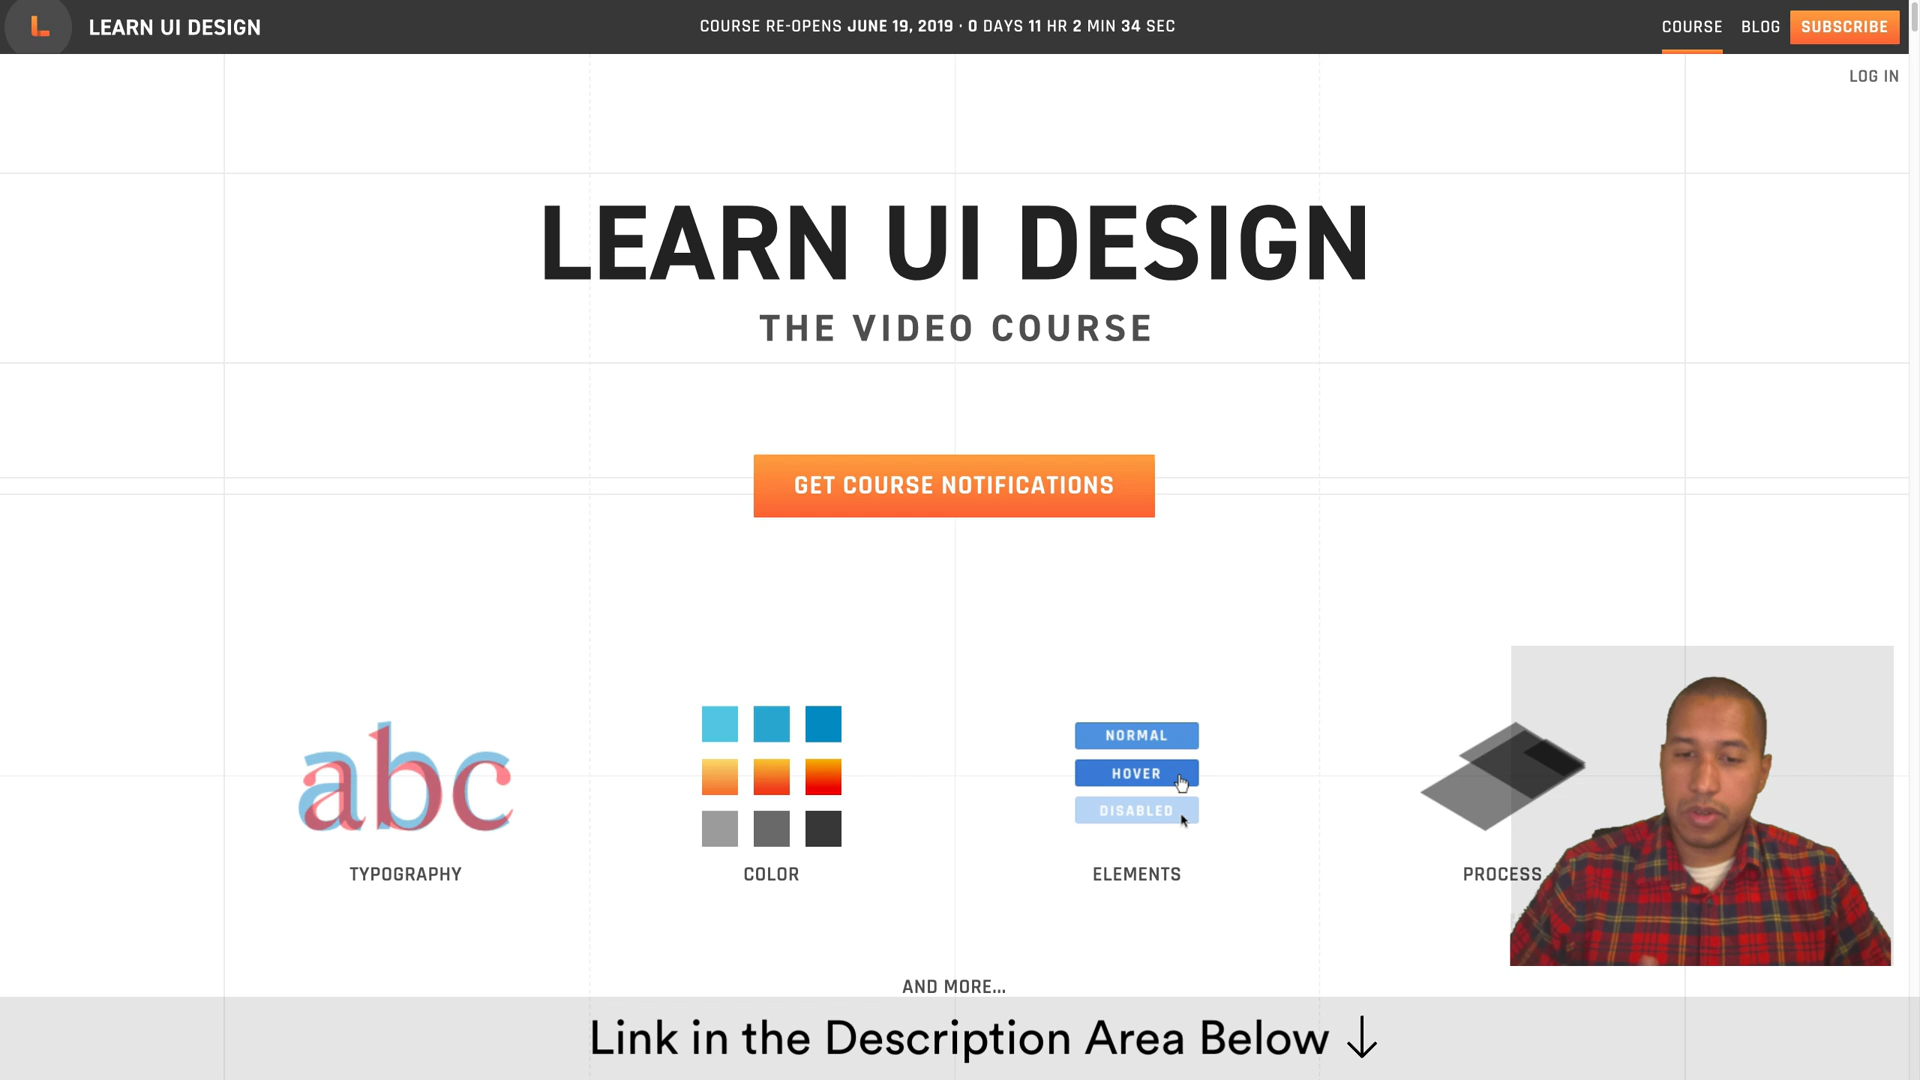 LEARN UI DESIGN
COURSE RE-OPENS JUNE 19, 2019 · 0 DAYS 11 HR 2 MIN 34 SEC
COURSE
BLOG
SUBSCRIBE
LOG IN
LEARN UI DESIGN
THE VIDEO COURSE
GET COURSE NOTIFICATIONS
abc
NORMAL
HOVER
DISABLED
TYPOGRAPHY
COLOR
ELEMENTS
PROCESS
AND MORE...
Link in the Description Area Below ↓